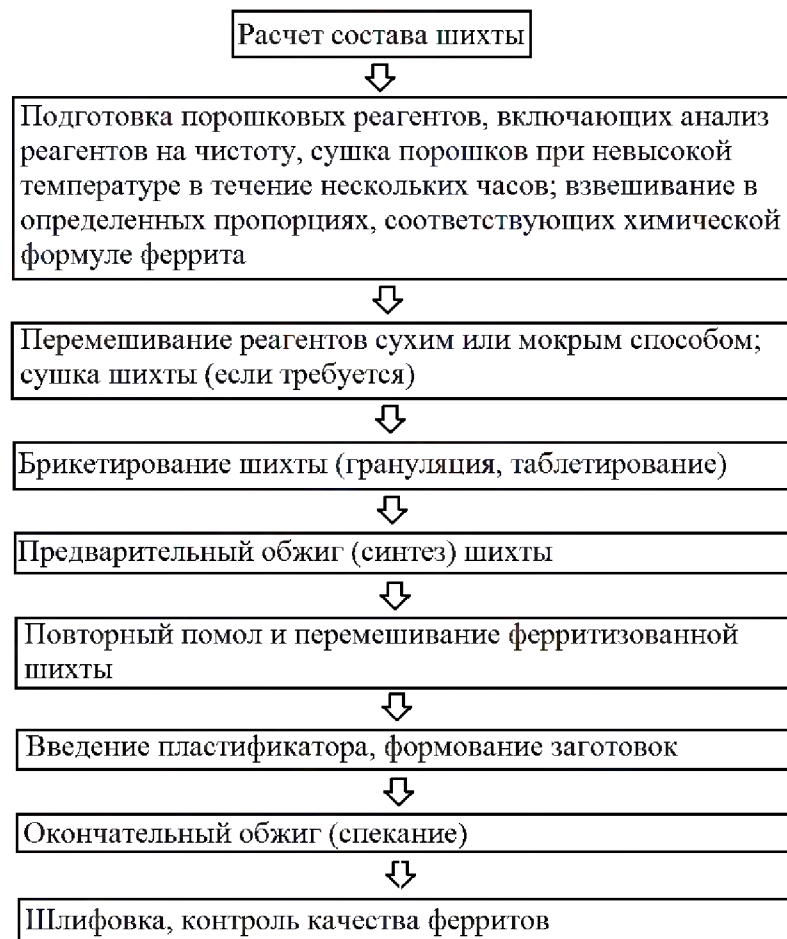 Расчет состава шихты
Подготовка порошковых реагентов, включающих анализ
реагентов на чистоту, сушка порошков при невысокой
температуре в течение нескольких часов; взвешивание в
определенных пропорциях, соответствующих химической
формуле феррита
Перемешивание реагентов сухим или мокрым способом;
сушка шихты (если требуется)
Брикетирование шихты (грануляция, таблетирование)
Предварительный обжиг (синтез) шихты
Повторный помол и перемешивание ферритизованной
шихты
Введение пластификатора, формование заготовок
Окончательный обжиг (спекание)
Шлифовка, контроль качества ферритов